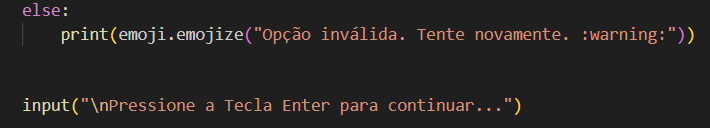 else:
print(emoji.emojize("Opção inválida. Tente novamente. :warning:"))
input("\nPressione a Tecla Enter para continuar...")